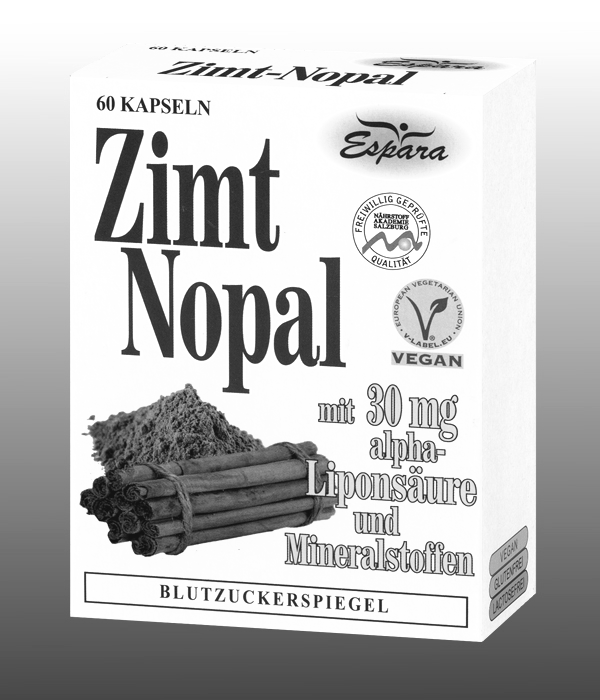 60 KAPSELN
Zimt-Nopal
Espara
60 KAPSELN
Espara
Zimt
Nopal
FREIWILLIG GEPRÜFTE
NÄHRSTOFF
AKADEMIE
SALZBURG
QUALITÄT
EUROPEAN VEGETARIAN UNION
V-LABEL.EU
VEGAN
mit 30 mg
alpha-
Liponsäure
und
Mineralstoffen
VEGAN
GLUTENFREI
LACTOSEFREI
BLUTZUCKERSPIEGEL